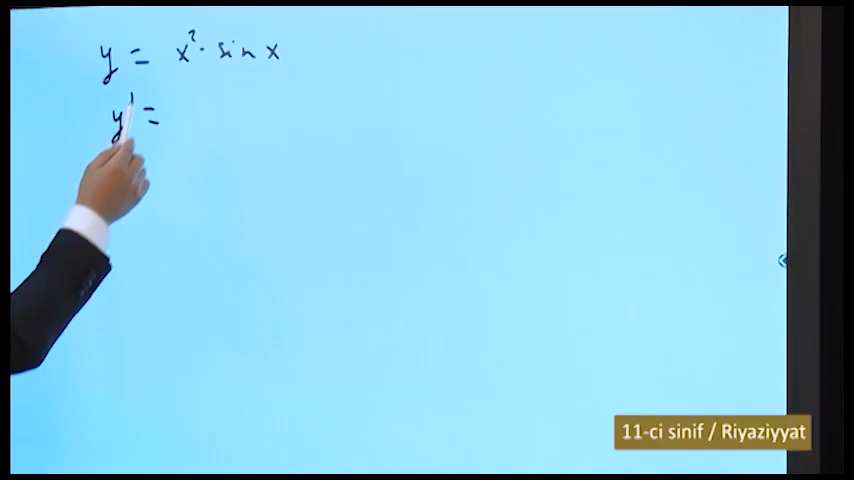 y = x² · sin x
y' =
11-ci sinif / Riyaziyyat